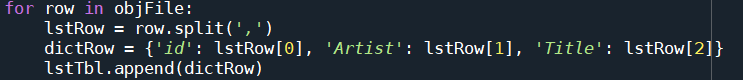 for row in objFile:
    lstRow = row.split(',')
    dictRow = {'id': lstRow[0], 'Artist': lstRow[1], 'Title': lstRow[2]}
    lstTbl.append(dictRow)